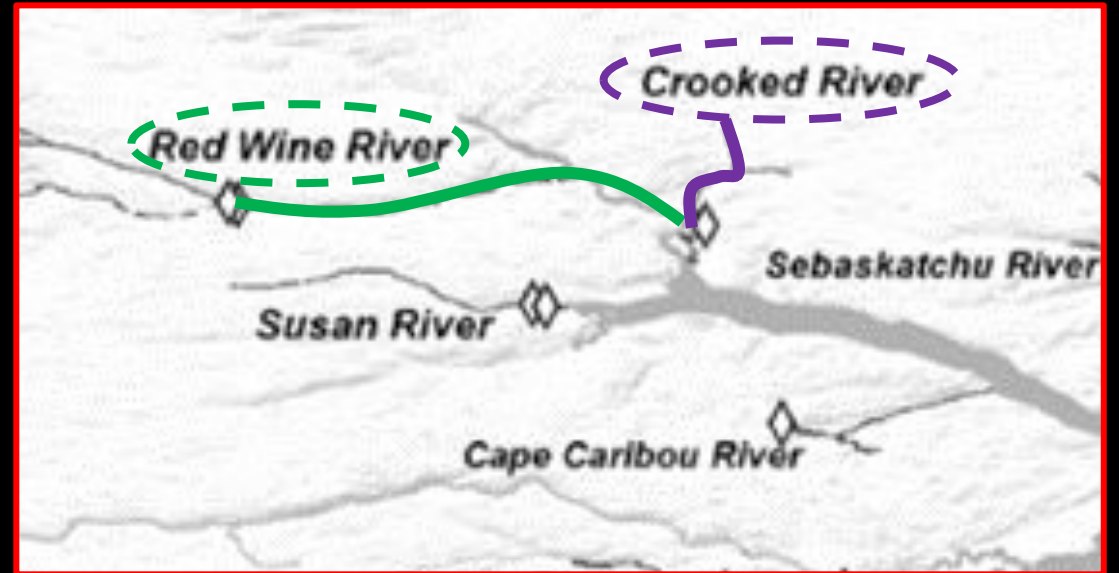 Crooked River
Red Wine River
Sebaskatchu River
Susan River
Cape Caribou River